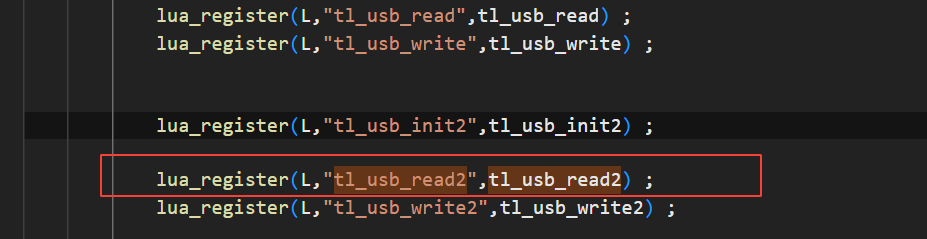 lua_register(L,"tl_usb_read",tl_usb_read) ;
lua_register(L,"tl_usb_write",tl_usb_write) ;
lua_register(L,"tl_usb_init2",tl_usb_init2) ;
lua_register(L,"tl_usb_read2",tl_usb_read2) ;
lua_register(L,"tl_usb_write2",tl_usb_write2) ;